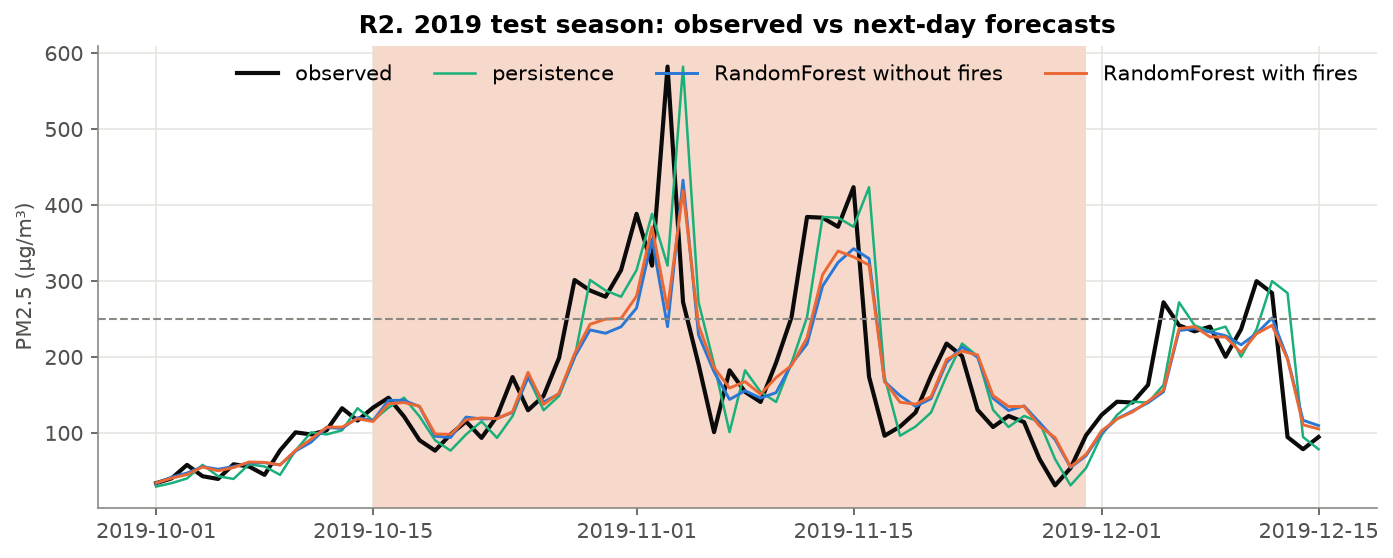 R2. 2019 test season: observed vs next-day forecasts
observed persistence RandomForest without fires RandomForest with fires
PM2.5 (µg/m³)
600
500
400
300
200
100
2019-10-01 2019-10-15 2019-11-01 2019-11-15 2019-12-01 2019-12-15